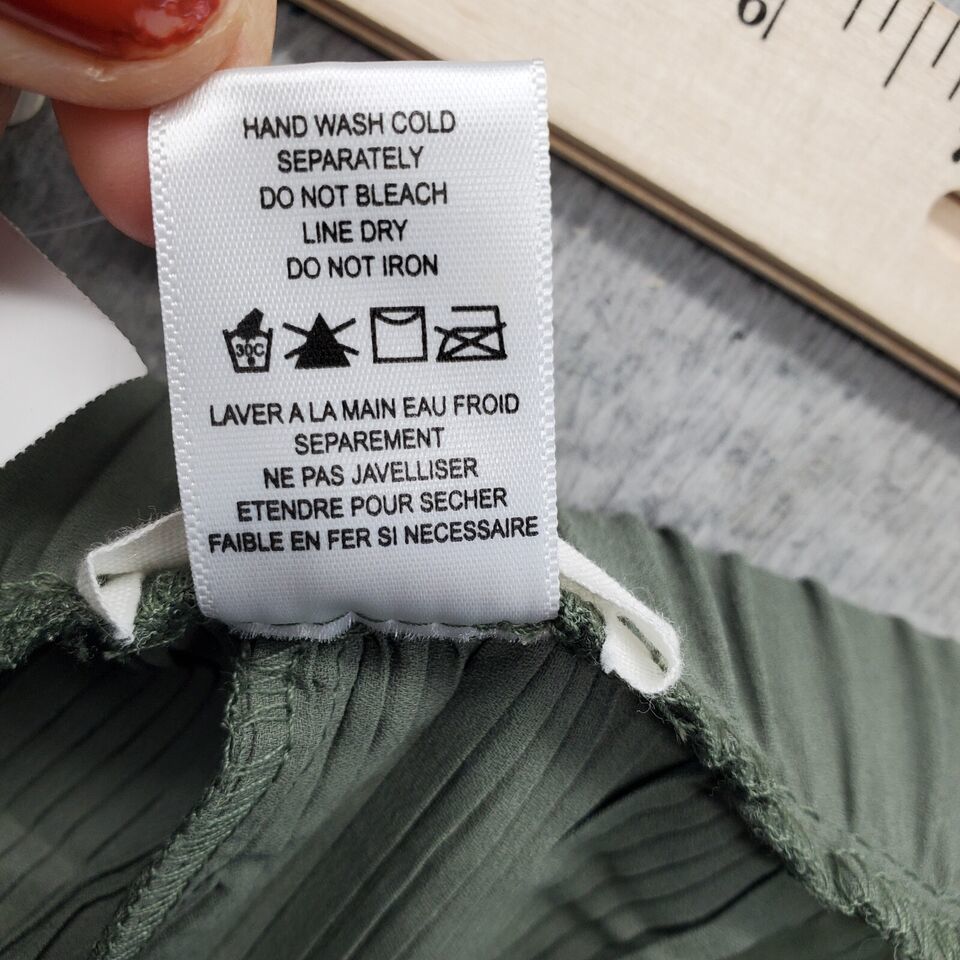 HAND WASH COLD
SEPARATELY
DO NOT BLEACH
LINE DRY
DO NOT IRON
30C
LAVER A LA MAIN EAU FROID
SEPAREMENT
NE PAS JAVELLISER
ETENDRE POUR SECHER
FAIBLE EN FER SI NECESSAIRE
6